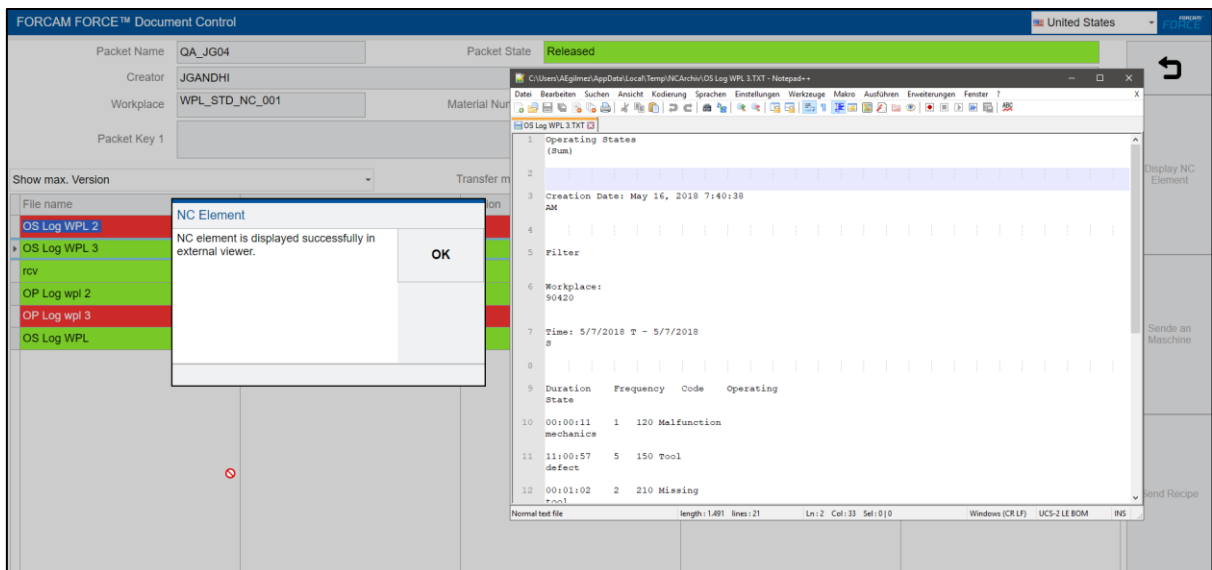 FORCAM FORCE™ Document Control
United States
FORCAM
FORCE
Packet Name QA_JG04
Packet State Released
Creator JGANDHI
Workplace WPL_STD_NC_001
Material Num
Packet Key 1
Show max. Version
Transfer m
File name
ion
OS Log WPL 2
OS Log WPL 3
rcv
OP Log wpl 2
OP Log wpl 3
OS Log WPL
NC Element
NC element is displayed successfully in
external viewer.
OK
C:\Users\AEgilmez\AppData\Local\Temp\NCArchiv\OS Log WPL 3.TXT - Notepad++
Datei Bearbeiten Suchen Ansicht Kodierung Sprachen Einstellungen Werkzeuge Makro Ausführen Erweiterungen Fenster ?
X
OS Log WPL 3.TXT
1 Operating States
(Sum)
2
3 Creation Date: May 16, 2018 7:40:38
AM
4
5 Filter
6 Workplace:
90420
7 Time: 5/7/2018 T - 5/7/2018
S
8
9 Duration Frequency Code Operating
State
10 00:00:11 1 120 Malfunction
mechanics
11 11:00:57 5 150 Tool
defect
12 00:01:02 2 210 Missing
tool
Normal text file length : 1.491 lines : 21 Ln : 2 Col : 33 Sel : 0 | 0 Windows (CR LF) UCS-2 LE BOM INS
Display NC
Element
Sende an
Maschine
Send Recipe